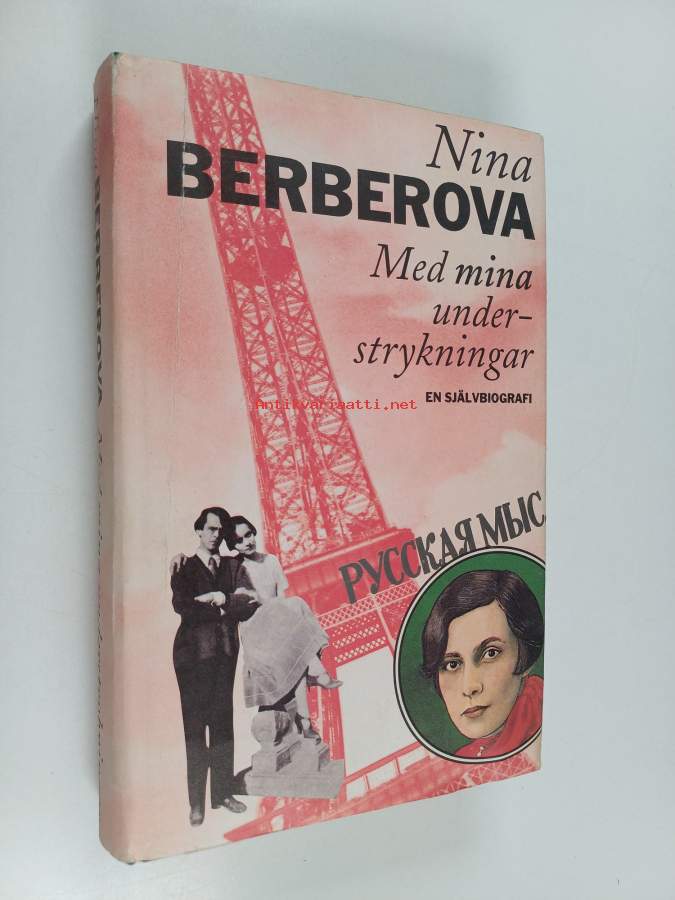 Nina
BERBEROVA
Med mina
under-
strykningar
EN SJÄLVBIOGRAFI
Antikvariaatti.net
РУССКАЯ МЫС
BERBEROVA